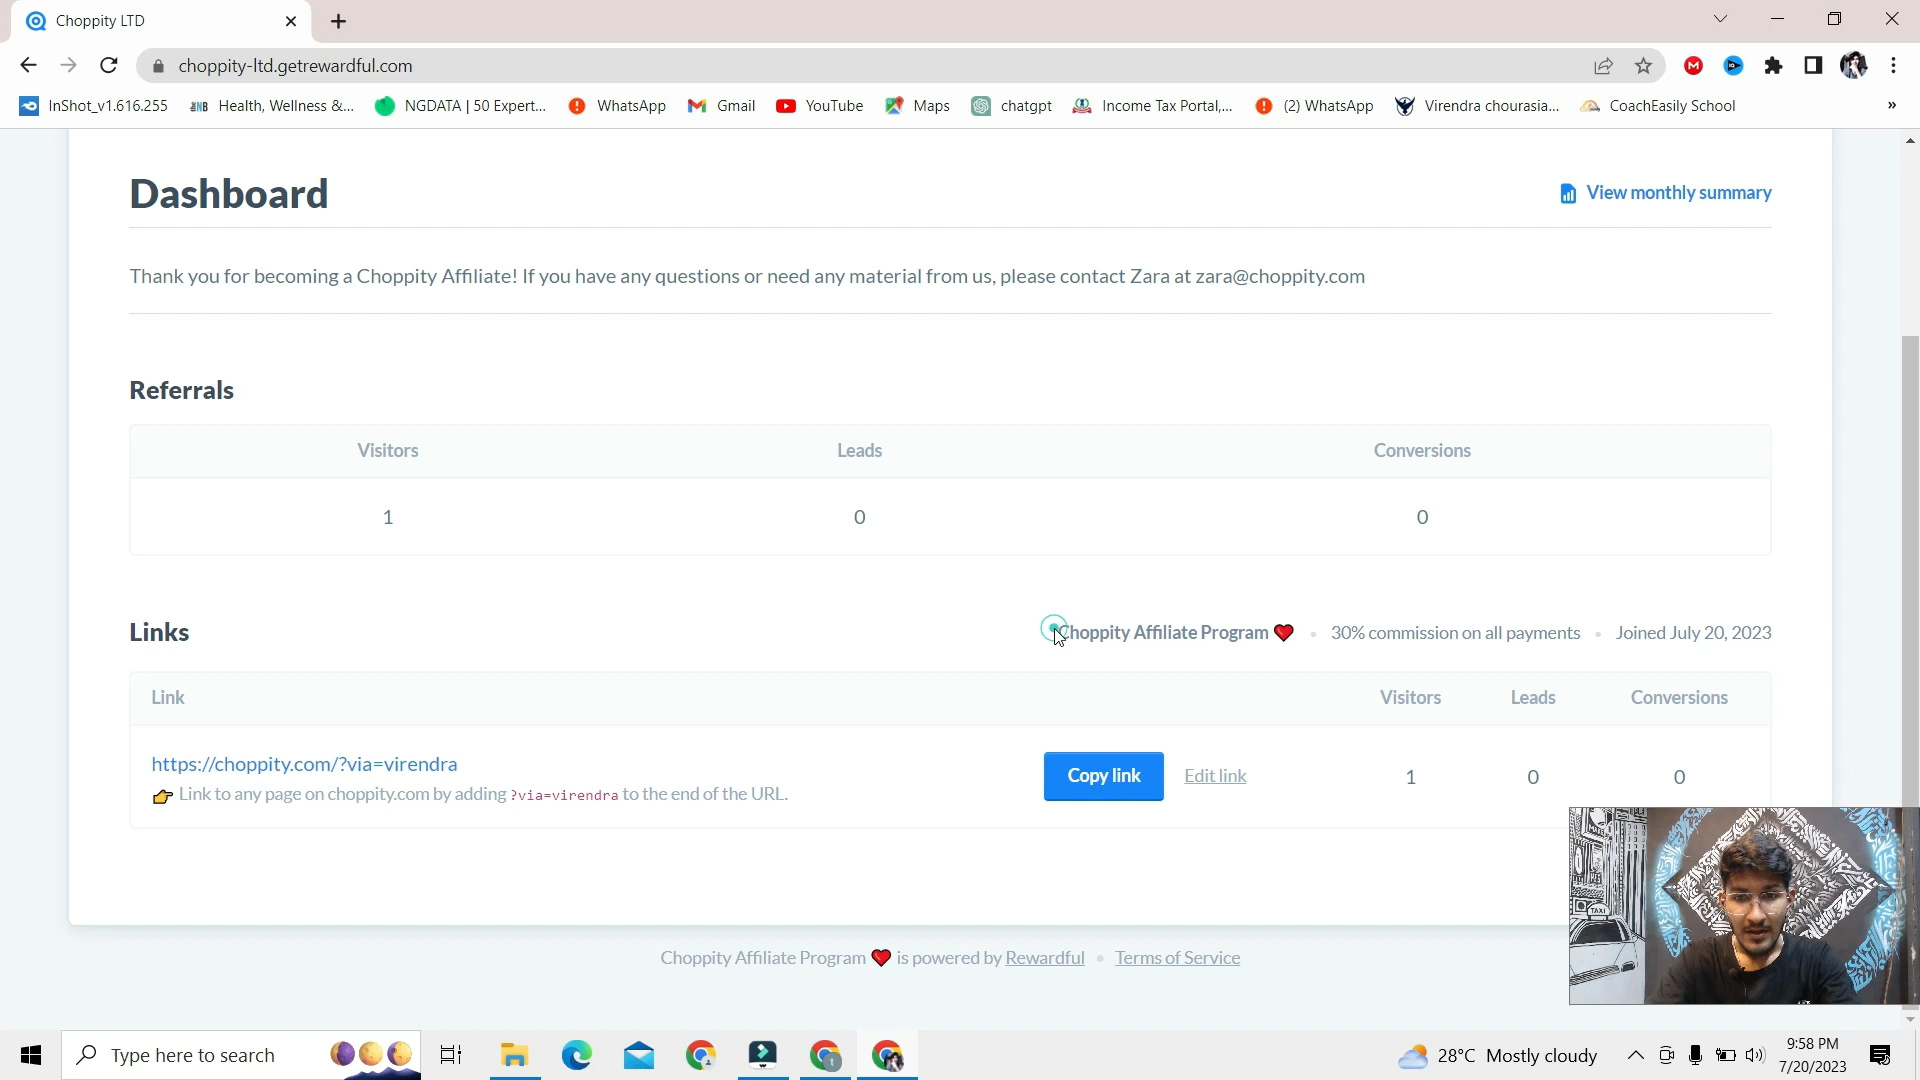 Choppity LTD
choppity-ltd.getrewardful.com
InShot_v1.616.255
Health, Wellness &...
NGDATA | 50 Expert...
WhatsApp
Gmail
YouTube
Maps
chatgpt
Income Tax Portal,...
(2) WhatsApp
Virendra chourasia...
CoachEasily School
»
Dashboard
View monthly summary
Thank you for becoming a Choppity Affiliate! If you have any questions or need any material from us, please contact Zara at zara@choppity.com
Referrals
Visitors Leads Conversions
1 0 0
Links
Choppity Affiliate Program ❤️ • 30% commission on all payments • Joined July 20, 2023
Link Visitors Leads Conversions
https://choppity.com/?via=virendra
👉 Link to any page on choppity.com by adding ?via=virendra to the end of the URL.
Copy link Edit link 1 0 0
TAXI
Choppity Affiliate Program ❤️ is powered by Rewardful • Terms of Service
Type here to search
28°C Mostly cloudy
9:58 PM
7/20/2023